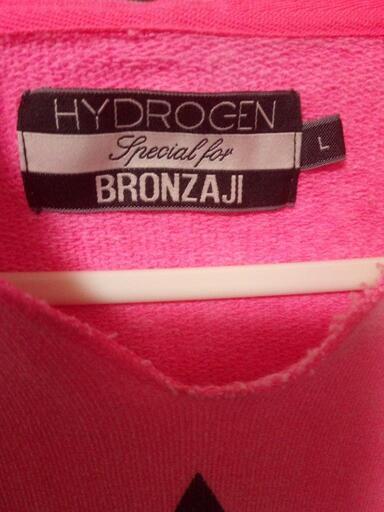 HYDROGEN
Special for
BRONZAJI
L